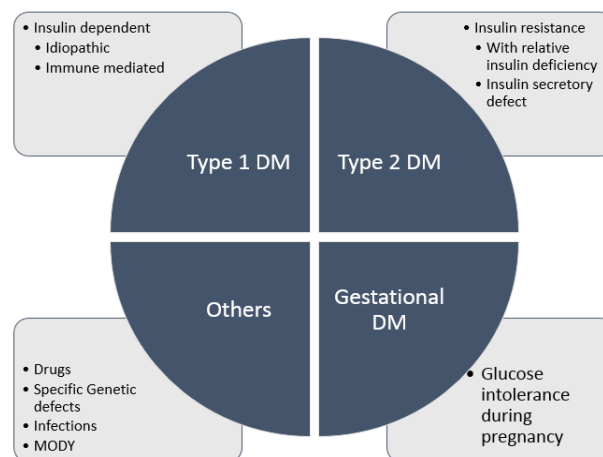 • Insulin dependent
• Idiopathic
• Immune mediated
• Insulin resistance
• With relative
insulin deficiency
• Insulin secretory
defect
Type 1 DM
Type 2 DM
Others
Gestational
DM
• Drugs
• Specific Genetic
defects
• Infections
• MODY
• Glucose
intolerance
during
pregnancy